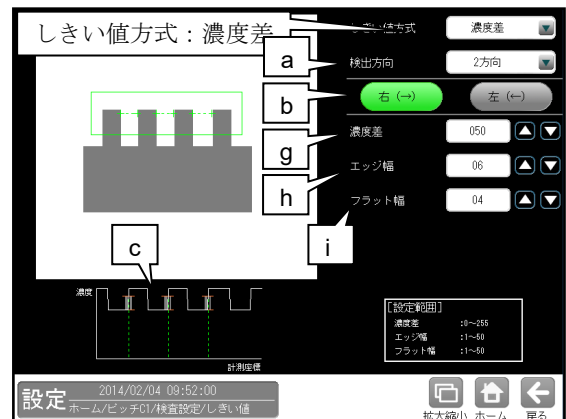 しきい値方式：濃度差
しきい値方式 濃度差
a 検出方向 2方向
b 右（→） 左（←）
g 濃度差 050
h エッジ幅 06
i フラット幅 04
c
濃度
計測座標
［設定範囲］
濃度差 :0～255
エッジ幅 :1～50
フラット幅 :1～50
設定 2014/02/04 09:52:00
ホーム/ピッチC1/検査設定/しきい値
拡大縮小 ホーム 戻る